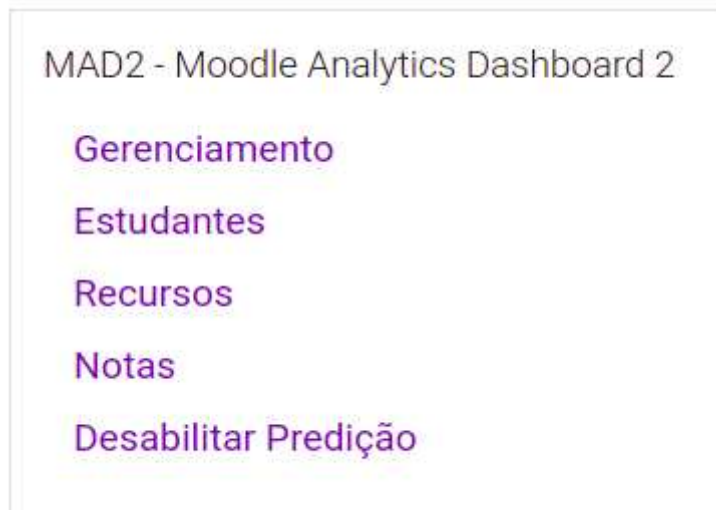 MAD2 - Moodle Analytics Dashboard 2
Gerenciamento
Estudantes
Recursos
Notas
Desabilitar Predição